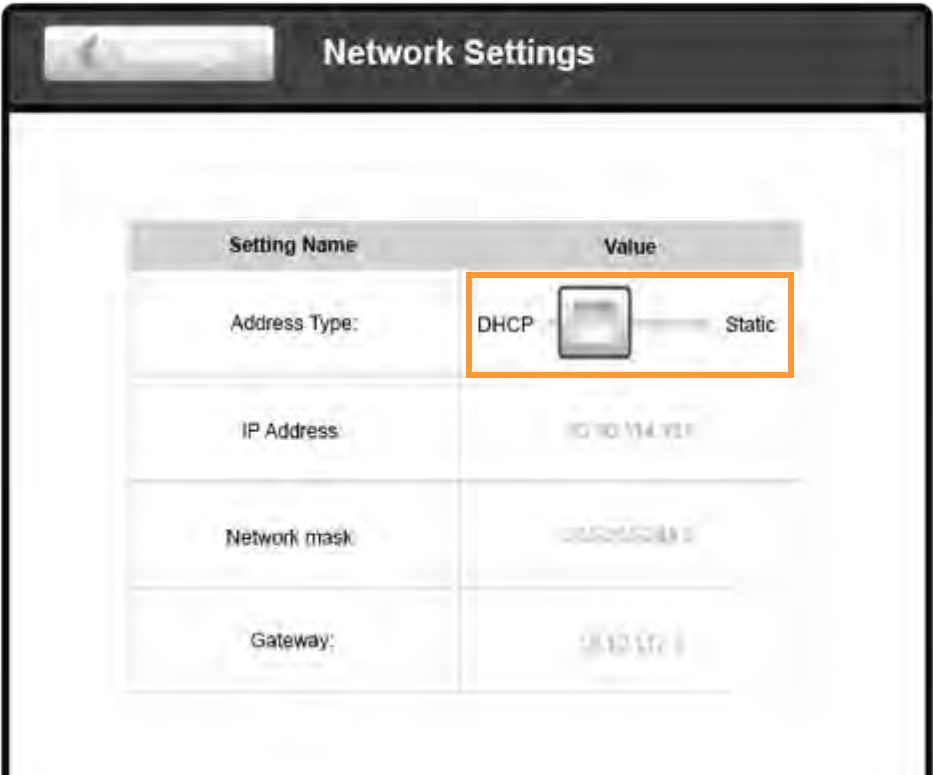 Network Settings
Setting Name Value
Address Type: DHCP Static
IP Address
Network mask
Gateway: